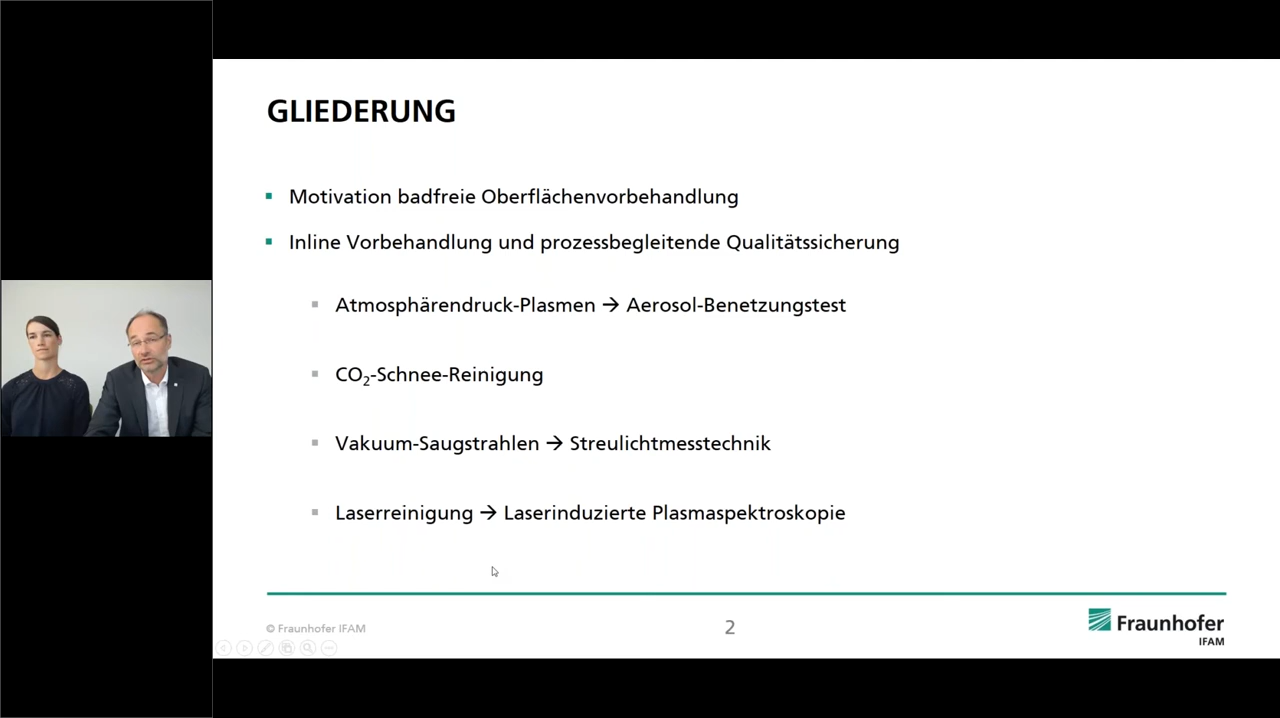 GLIEDERUNG
Motivation badfreie Oberflächenvorbehandlung
Inline Vorbehandlung und prozessbegleitende Qualitätssicherung
Atmosphärendruck-Plasmen → Aerosol-Benetzungstest
CO₂-Schnee-Reinigung
Vakuum-Saugstrahlen → Streulichtmesstechnik
Laserreinigung → Laserinduzierte Plasmaspektroskopie
© Fraunhofer IFAM
2
Fraunhofer
IFAM